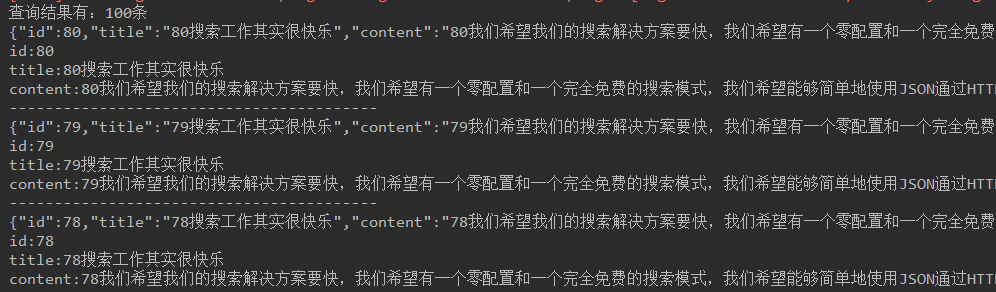 查询结果有：100条
{"id":80,"title":"80搜索工作其实很快乐","content":"80我们希望我们的搜索解决方案要快，我们希望有一个零配置和一个完全免费
id:80
title:80搜索工作其实很快乐
content:80我们希望我们的搜索解决方案要快，我们希望有一个零配置和一个完全免费的搜索模式，我们希望能够简单地使用JSON通过HTT
-----------------------------------------
{"id":79,"title":"79搜索工作其实很快乐","content":"79我们希望我们的搜索解决方案要快，我们希望有一个零配置和一个完全免费
id:79
title:79搜索工作其实很快乐
content:79我们希望我们的搜索解决方案要快，我们希望有一个零配置和一个完全免费的搜索模式，我们希望能够简单地使用JSON通过HTT
-----------------------------------------
{"id":78,"title":"78搜索工作其实很快乐","content":"78我们希望我们的搜索解决方案要快，我们希望有一个零配置和一个完全免费
id:78
title:78搜索工作其实很快乐
content:78我们希望我们的搜索解决方案要快，我们希望有一个零配置和一个完全免费的搜索模式，我们希望能够简单地使用JSON通过HTT